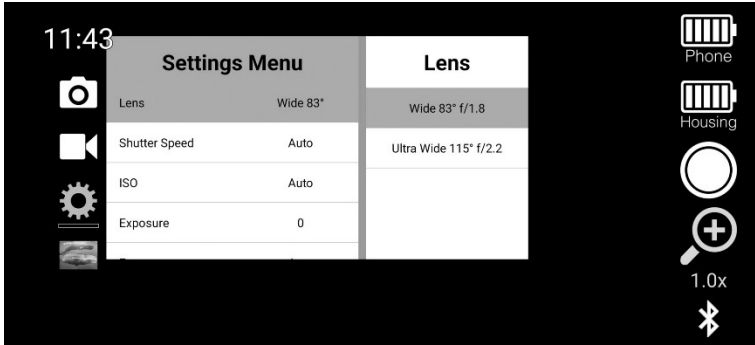 11:43
Settings Menu
Lens Wide 83°
Shutter Speed Auto
ISO Auto
Exposure 0
Lens
Wide 83° f/1.8
Ultra Wide 115° f/2.2
Phone
Housing
1.0x